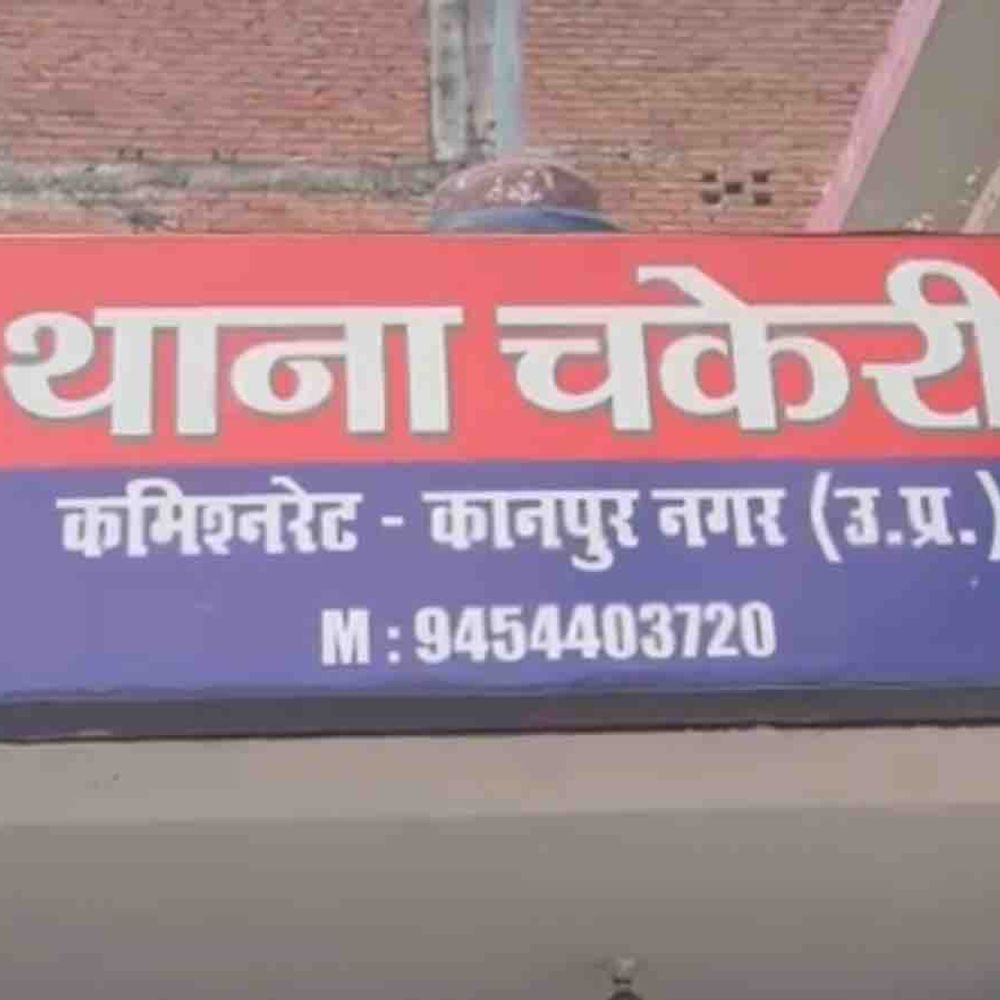 थाना चकेरी
कमिश्नरेट - कानपुर नगर (उ.प्र.)
M : 9454403720